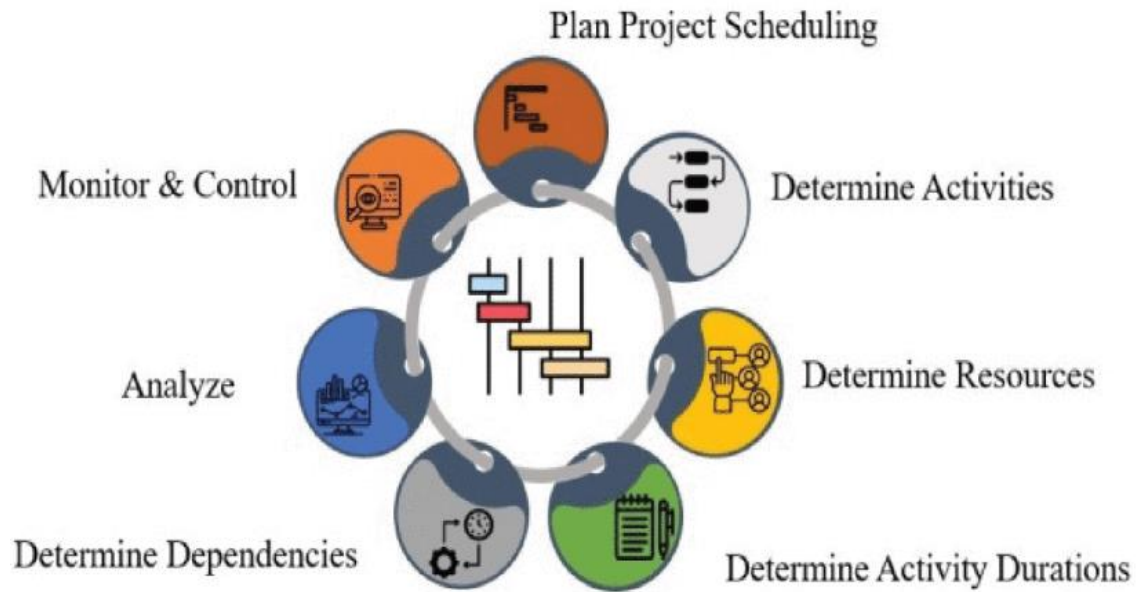 Plan Project Scheduling
Determine Activities
Determine Resources
Determine Activity Durations
Determine Dependencies
Analyze
Monitor & Control